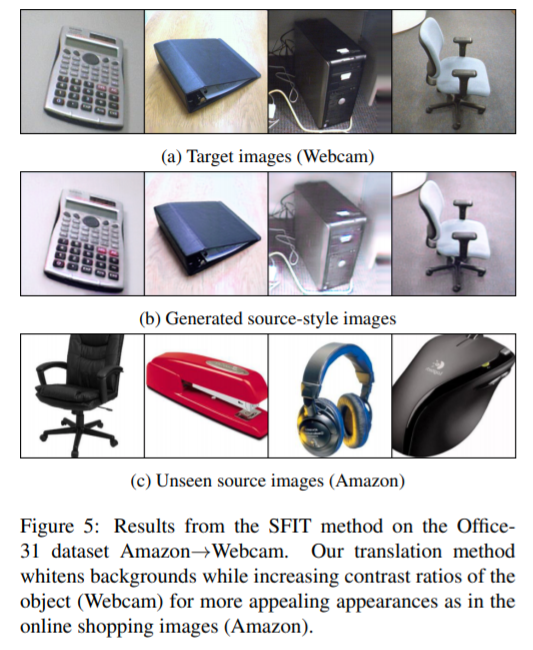 (a) Target images (Webcam)
(b) Generated source-style images
(c) Unseen source images (Amazon)
Figure 5: Results from the SFIT method on the Office-
31 dataset Amazon→Webcam. Our translation method
whitens backgrounds while increasing contrast ratios of the
object (Webcam) for more appealing appearances as in the
online shopping images (Amazon).